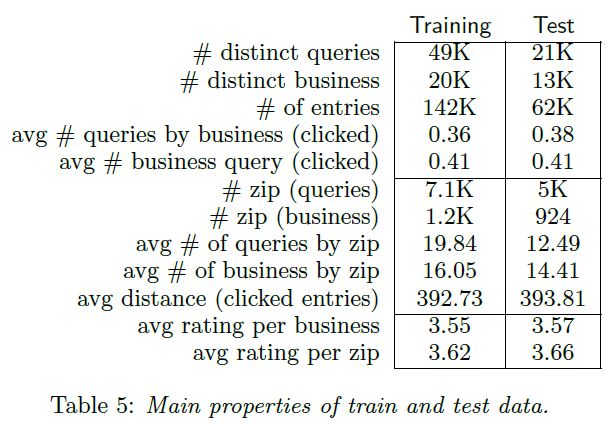 Training Test
# distinct queries 49K 21K
# distinct business 20K 13K
# of entries 142K 62K
avg # queries by business (clicked) 0.36 0.38
avg # business query (clicked) 0.41 0.41
# zip (queries) 7.1K 5K
# zip (business) 1.2K 924
avg # of queries by zip 19.84 12.49
avg # of business by zip 16.05 14.41
avg distance (clicked entries) 392.73 393.81
avg rating per business 3.55 3.57
avg rating per zip 3.62 3.66
Table 5: Main properties of train and test data.